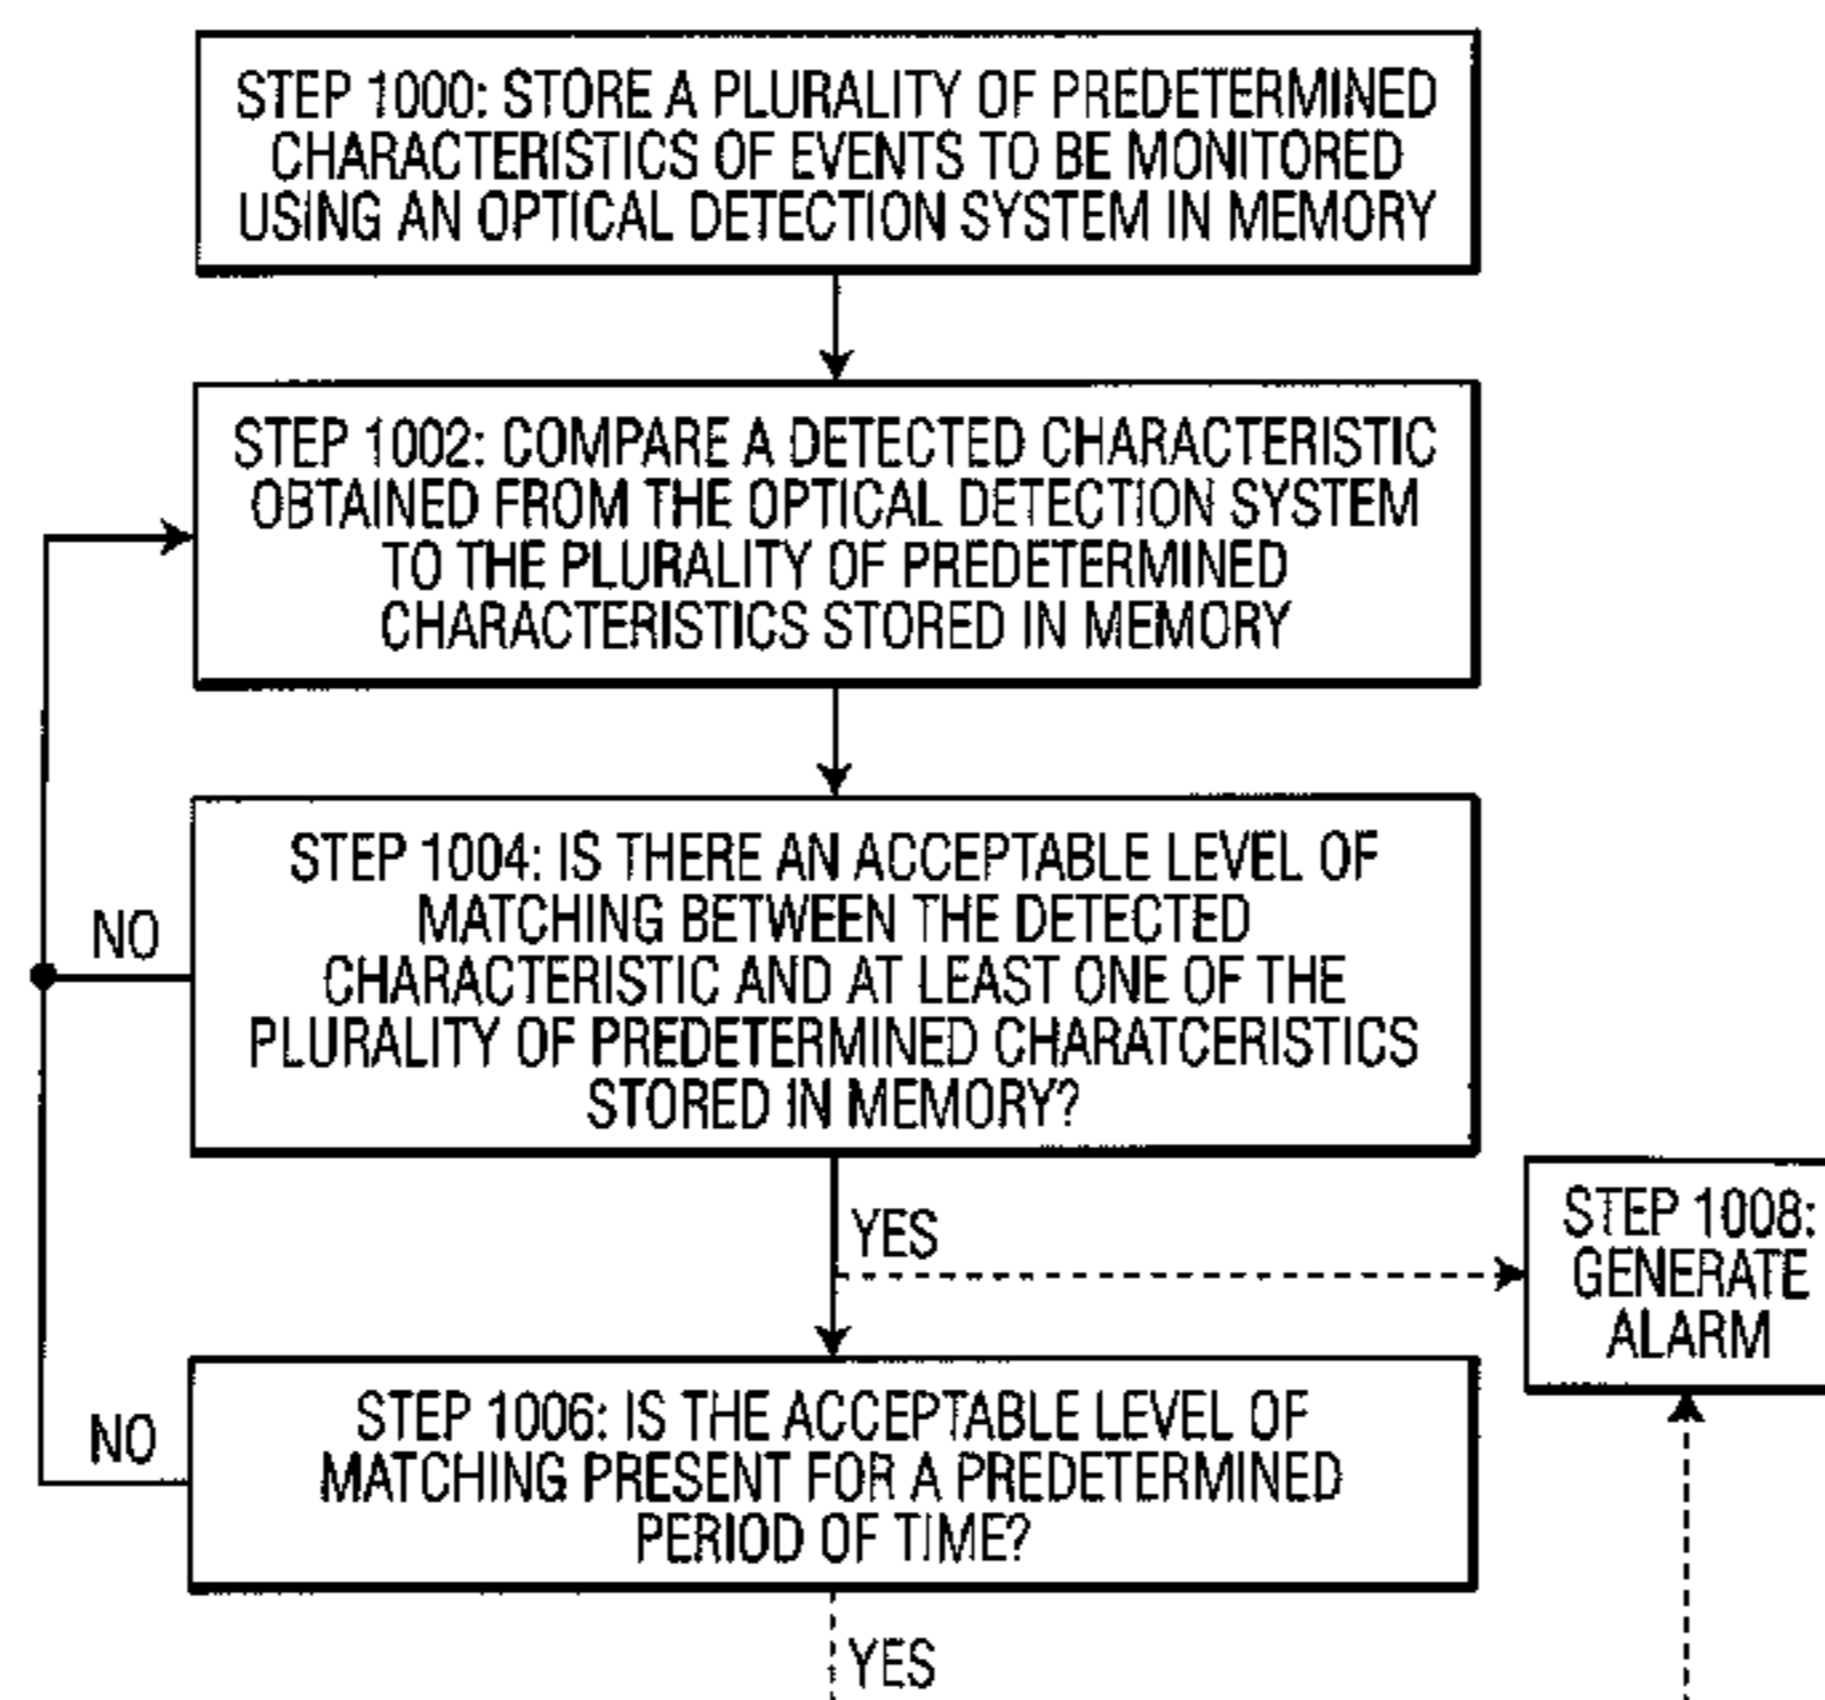 STEP 1000: STORE A PLURALITY OF PREDETERMINED
CHARACTERISTICS OF EVENTS TO BE MONITORED
USING AN OPTICAL DETECTION SYSTEM IN MEMORY
STEP 1002: COMPARE A DETECTED CHARACTERISTIC
OBTAINED FROM THE OPTICAL DETECTION SYSTEM
TO THE PLURALITY OF PREDETERMINED
CHARACTERISTICS STORED IN MEMORY
STEP 1004: IS THERE AN ACCEPTABLE LEVEL OF
MATCHING BETWEEN THE DETECTED
CHARACTERISTIC AND AT LEAST ONE OF THE
PLURALITY OF PREDETERMINED CHARATCERISTICS
STORED IN MEMORY?
NO
YES
STEP 1008:
GENERATE
ALARM
STEP 1006: IS THE ACCEPTABLE LEVEL OF
MATCHING PRESENT FOR A PREDETERMINED
PERIOD OF TIME?
NO
YES